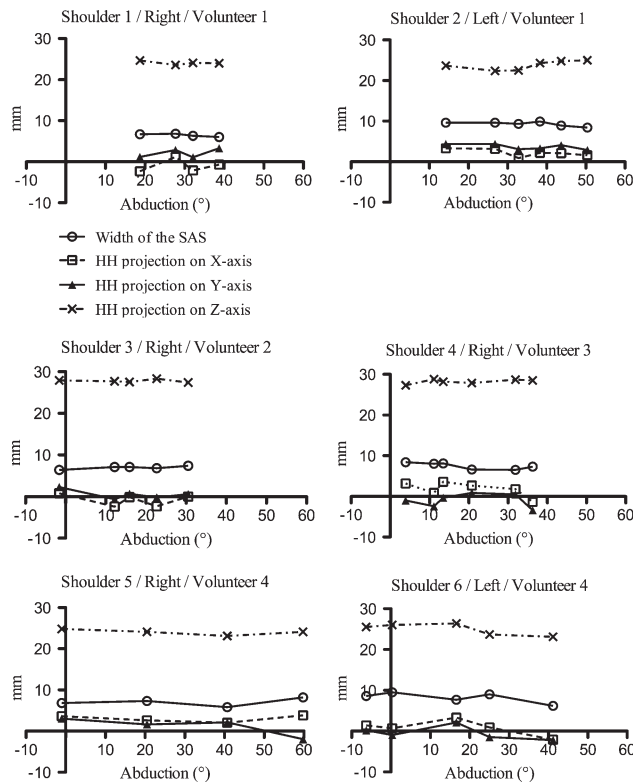 Shoulder 1 / Right / Volunteer 1
Shoulder 2 / Left / Volunteer 1
30
20
10
-10
mm
-10 0 10 20 30 40 50 60
Abduction (°)
30
20
10
-10
mm
-10 0 10 20 30 40 50 60
Abduction (°)
Width of the SAS
HH projection on X-axis
HH projection on Y-axis
HH projection on Z-axis
Shoulder 3 / Right / Volunteer 2
Shoulder 4 / Right / Volunteer 3
30
20
10
-10
mm
-10 0 10 20 30 40 50 60
Abduction (°)
30
20
10
-10
mm
-10 0 10 20 30 40 50 60
Abduction (°)
Shoulder 5 / Right / Volunteer 4
Shoulder 6 / Left / Volunteer 4
30
20
10
-10
mm
-10 0 10 20 30 40 50 60
Abduction (°)
30
20
10
-10
mm
-10 0 10 20 30 40 50 60
Abduction (°)